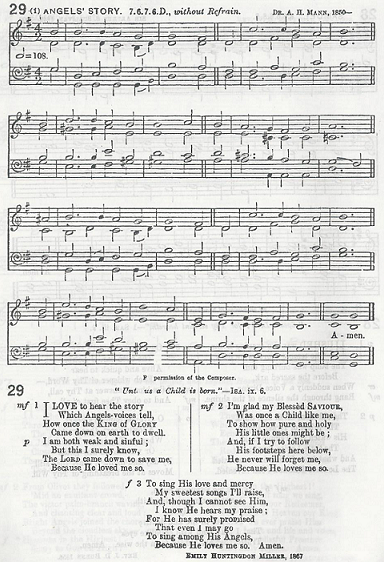 29 (1) ANGELS' STORY. 7.6.7.6.D., without Refrain. DR. A. H. MANN, 1850—
=108.
A - men.
permission of the Composer.
29
us a Child is born."—ISA. ix. 6.
mf 1 I LOVE to hear the story
Which Angel-voices tell,
How once the KING of GLORY
Came down on earth to dwell.
p I am both weak and sinful;
But this I surely know,
The LORD came down to save me,
Because He loved me so.
mf 2 I'm glad my Blessèd SAVIOUR,
Was once a Child like me,
To show how pure and holy
His little ones might be;
And, if I try to follow
His footsteps here below,
He never will forget me,
Because He loves me so.
f 3 To sing His love and mercy
My sweetest songs I'll raise,
And, though I cannot see Him,
I know He hears my praise;
For He has surely promised
That even I may go
To sing among His Angels,
Because He loves me so. Amen.
EMILY HUNTINGDON MILLER, 1867